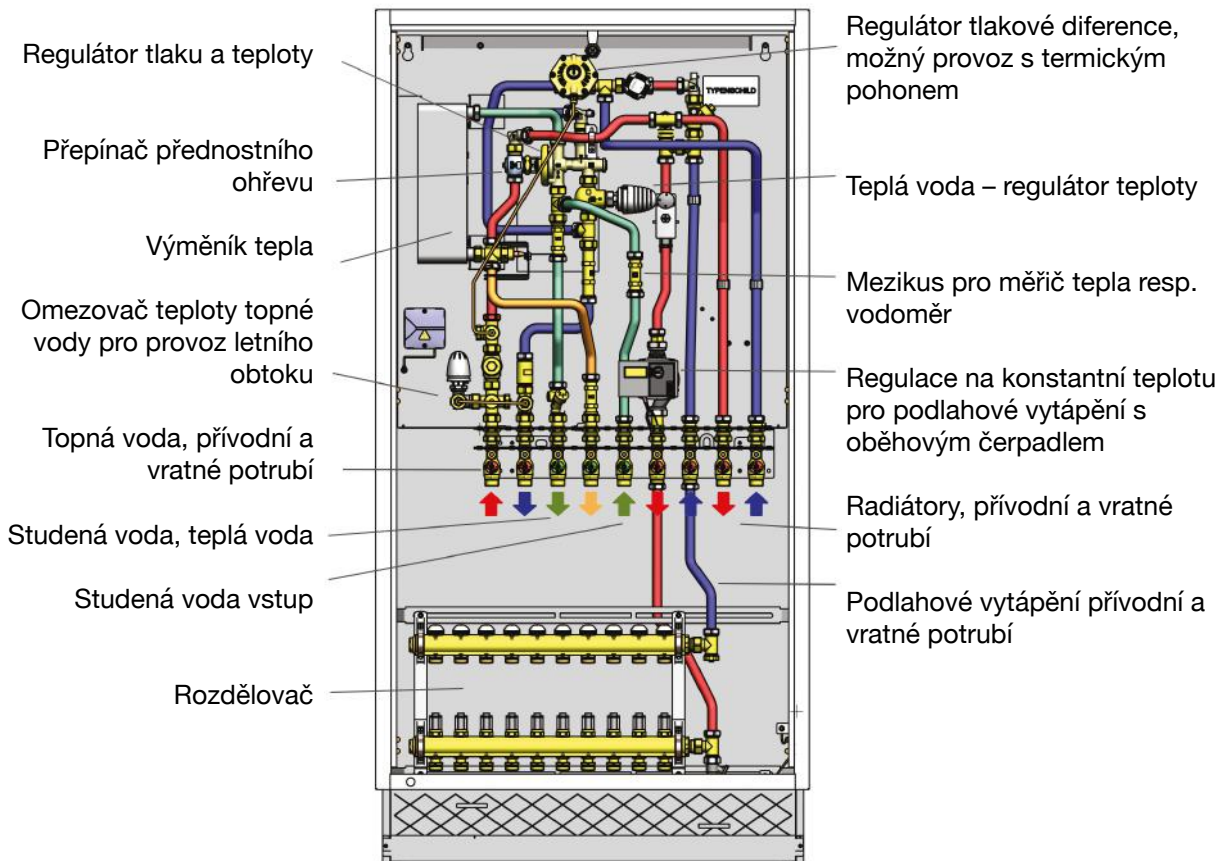 Regulátor tlaku a teploty
Přepínač přednostního
ohřevu
Výměník tepla
Omezovač teploty topné
vody pro provoz letního
obtoku
Topná voda, přívodní a
vratné potrubí
Studená voda, teplá voda
Studená voda vstup
Rozdělovač
TYPENSCHILD
Regulátor tlakové diference,
možný provoz s termickým
pohonem
Teplá voda – regulátor teploty
Mezikus pro měřič tepla resp.
vodoměr
Regulace na konstantní teplotu
pro podlahové vytápění s
oběhovým čerpadlem
Radiátory, přívodní a vratné
potrubí
Podlahové vytápění přívodní a
vratné potrubí